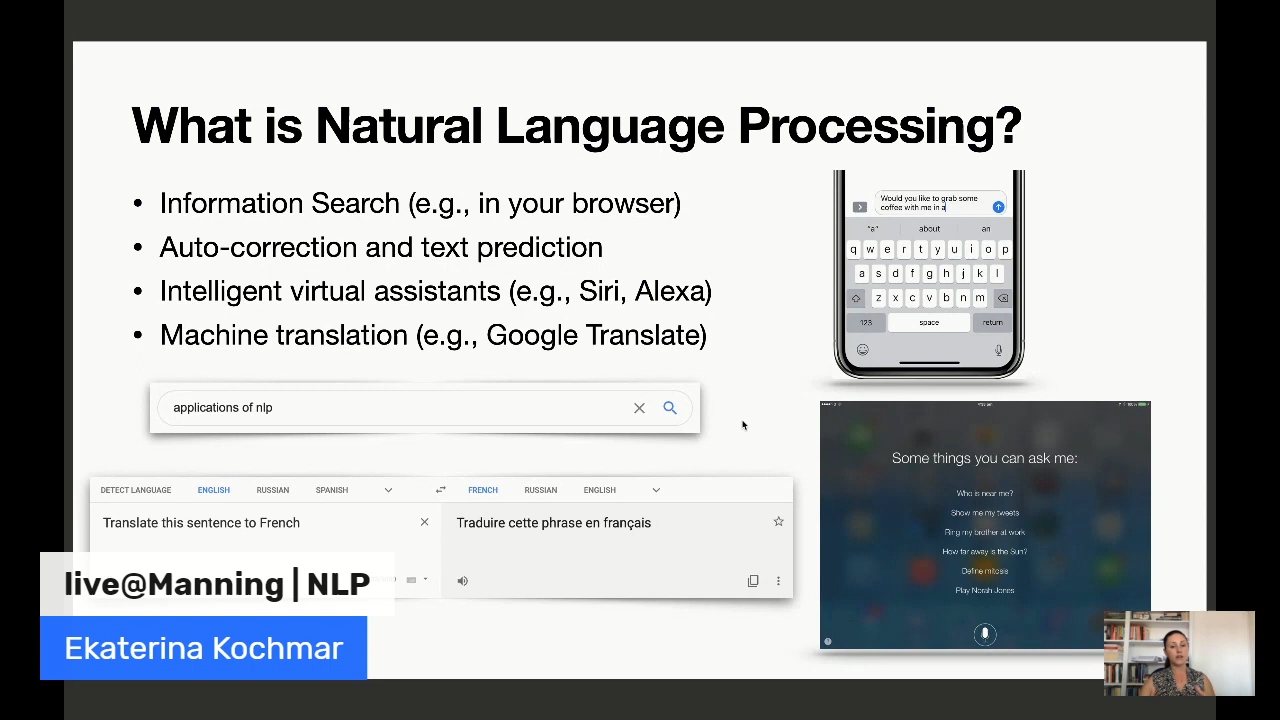 What is Natural Language Processing?
• Information Search (e.g., in your browser)
• Auto-correction and text prediction
• Intelligent virtual assistants (e.g., Siri, Alexa)
• Machine translation (e.g., Google Translate)
Would you like to grab some
coffee with me in a
"a" about an
q w e r t y u i o p
a s d f g h j k l
z x c v b n m
123 space return
applications of nlp
DETECT LANGUAGE ENGLISH RUSSIAN SPANISH
FRENCH RUSSIAN ENGLISH
Translate this sentence to French
Traduire cette phrase en français
Some things you can ask me:
Who is near me?
Show me my tweets
Ring my brother at work
How far away is the Sun?
Define mitosis
Play Norah Jones
live@Manning | NLP
Ekaterina Kochmar